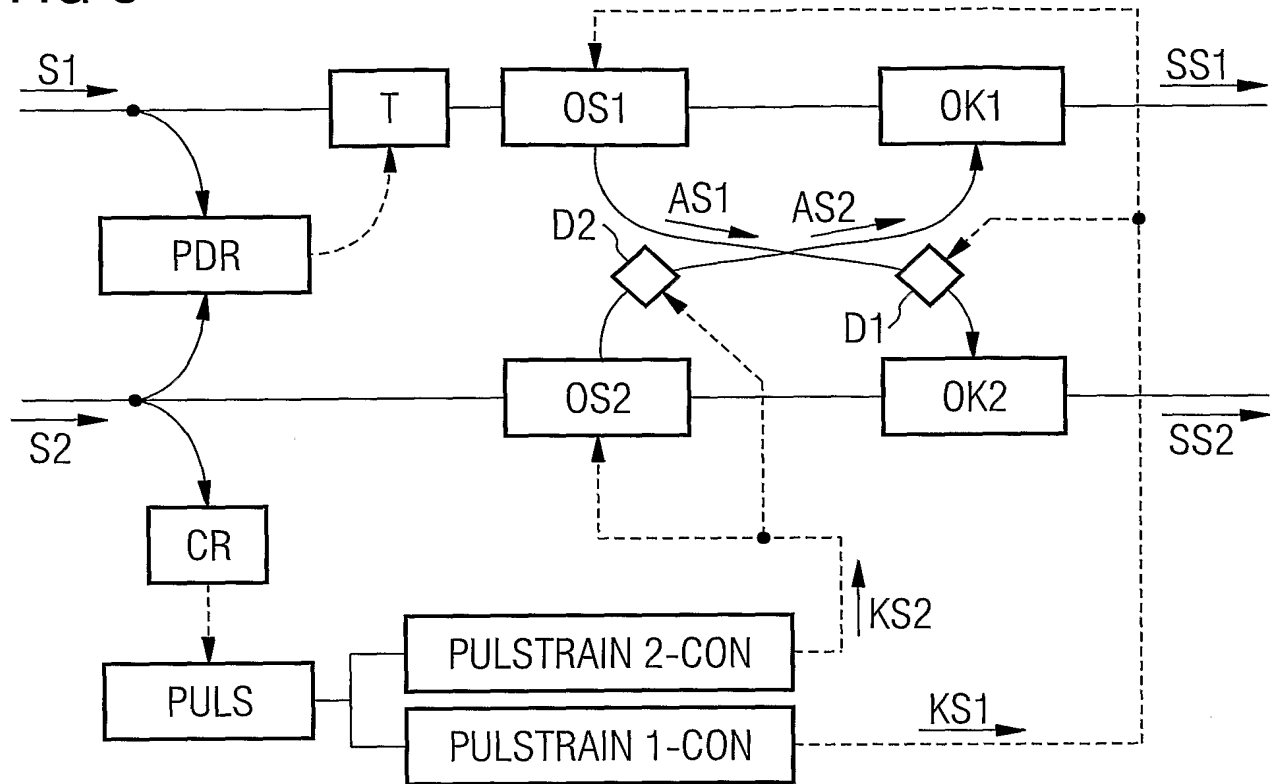 S1
T
OS1
OK1
SS1
PDR
D2
AS1
AS2
D1
S2
OS2
OK2
SS2
CR
KS2
PULS
PULSTRAIN 2-CON
PULSTRAIN 1-CON
KS1